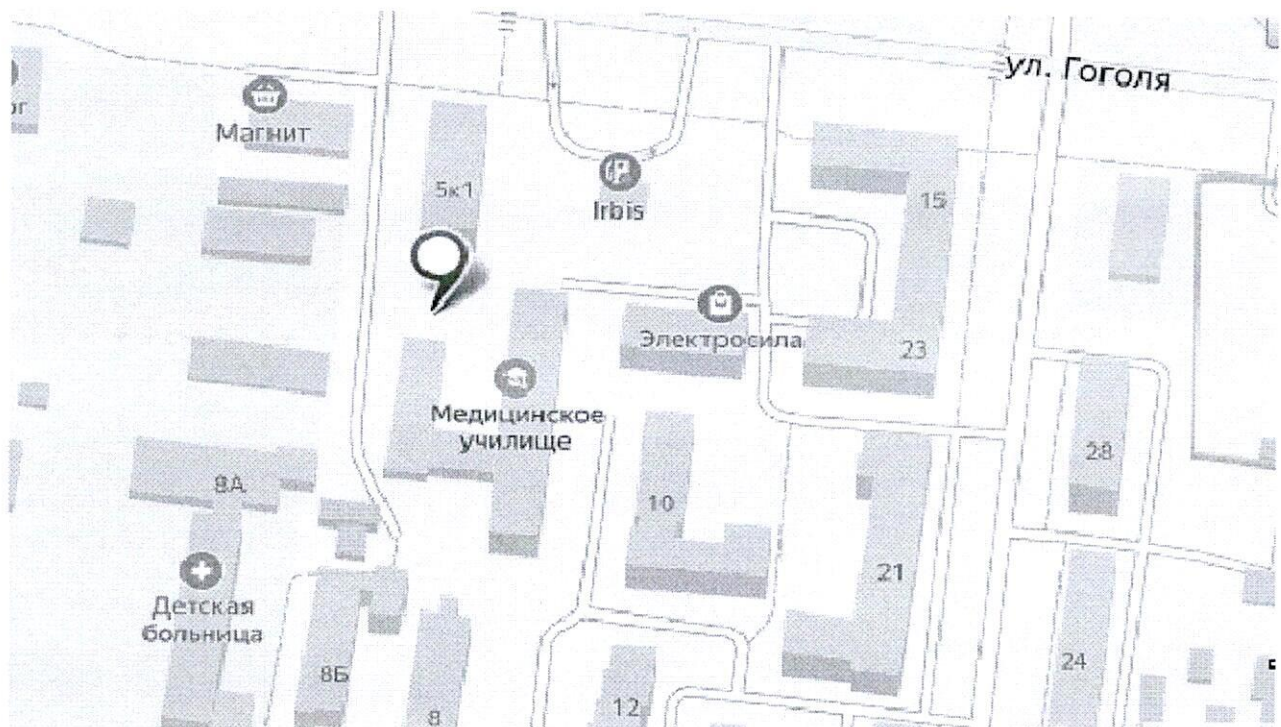 ул. Гоголя
ог
Магнит
5к1
Irbis
15
Электросила
23
Медицинское
училище
28
8А
10
21
Детская
больница
8Б
8
12
24